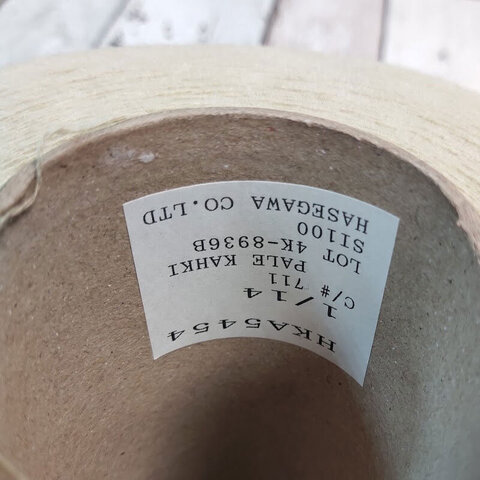 HKA5454
1/14
C/# 711
PALE KAHKI
LOT 4K-8936B
SI100
HASEGAWA CO.LTD